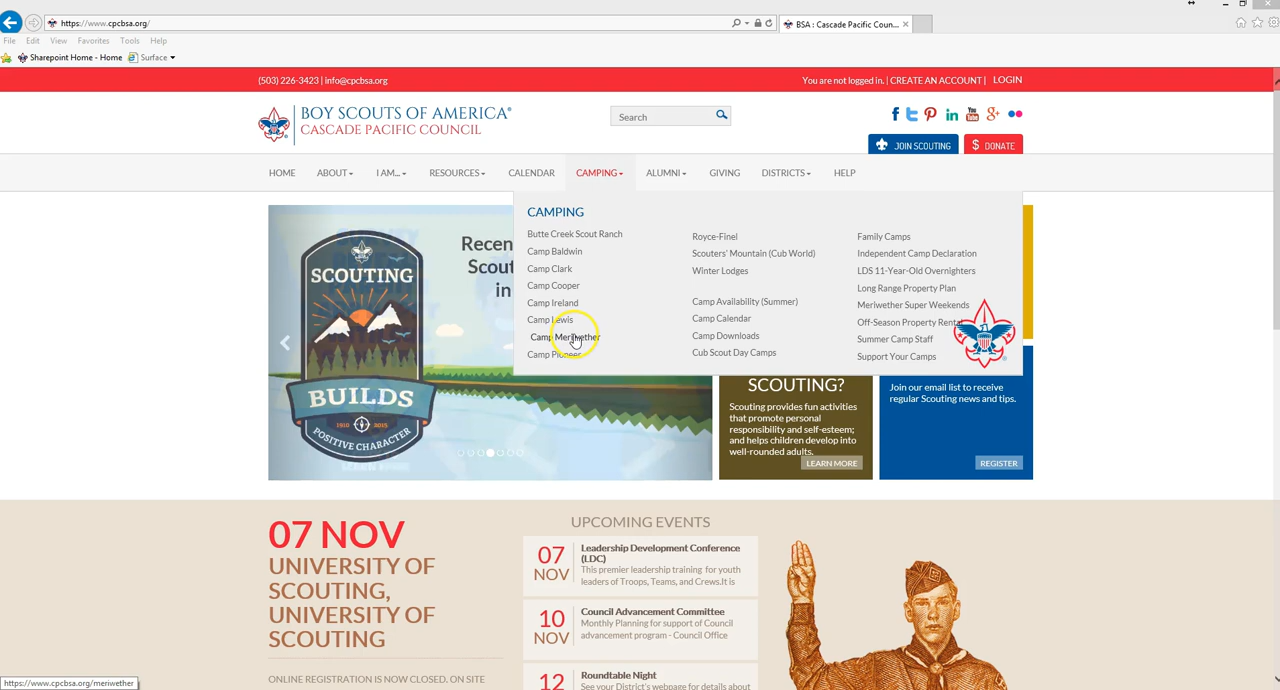 https://www.cpcbsa.org/
BSA : Cascade Pacific Coun...
File Edit View Favorites Tools Help
Sharepoint Home - Home Surface
(503) 226-3423 | info@cpcbsa.org
You are not logged in. | CREATE AN ACCOUNT | LOGIN
BOY SCOUTS OF AMERICA®
CASCADE PACIFIC COUNCIL
Search
You Tube
JOIN SCOUTING
$ DONATE
HOME ABOUT I AM... RESOURCES CALENDAR CAMPING ALUMNI GIVING DISTRICTS HELP
CAMPING
Butte Creek Scout Ranch
Camp Baldwin
Camp Clark
Camp Cooper
Camp Ireland
Camp Lewis
Camp Meriwether
Camp Pioneer
Royce-Finel
Scouters' Mountain (Cub World)
Winter Lodges
Camp Availability (Summer)
Camp Calendar
Camp Downloads
Cub Scout Day Camps
Family Camps
Independent Camp Declaration
LDS 11-Year-Old Overnighters
Long Range Property Plan
Meriwether Super Weekends
Off-Season Property Rental
Summer Camp Staff
Support Your Camps
SCOUTING
BUILDS
1910 2015
POSITIVE CHARACTER
Recen
Scout
in
SCOUTING?
Scouting provides fun activities
that promote personal
responsibility and self-esteem;
and helps children develop into
well-rounded adults.
LEARN MORE
Join our email list to receive
regular Scouting news and tips.
REGISTER
07 NOV
UNIVERSITY OF
SCOUTING,
UNIVERSITY OF
SCOUTING
ONLINE REGISTRATION IS NOW CLOSED. ON SITE
UPCOMING EVENTS
07
NOV
Leadership Development Conference
(LDC)
This premier leadership training for youth
leaders of Troops, Teams, and Crews.It is
10
NOV
Council Advancement Committee
Monthly Planning for support of Council
advancement program - Council Office
12
Roundtable Night
See your District's webpage for details about
https://www.cpcbsa.org/meriwether